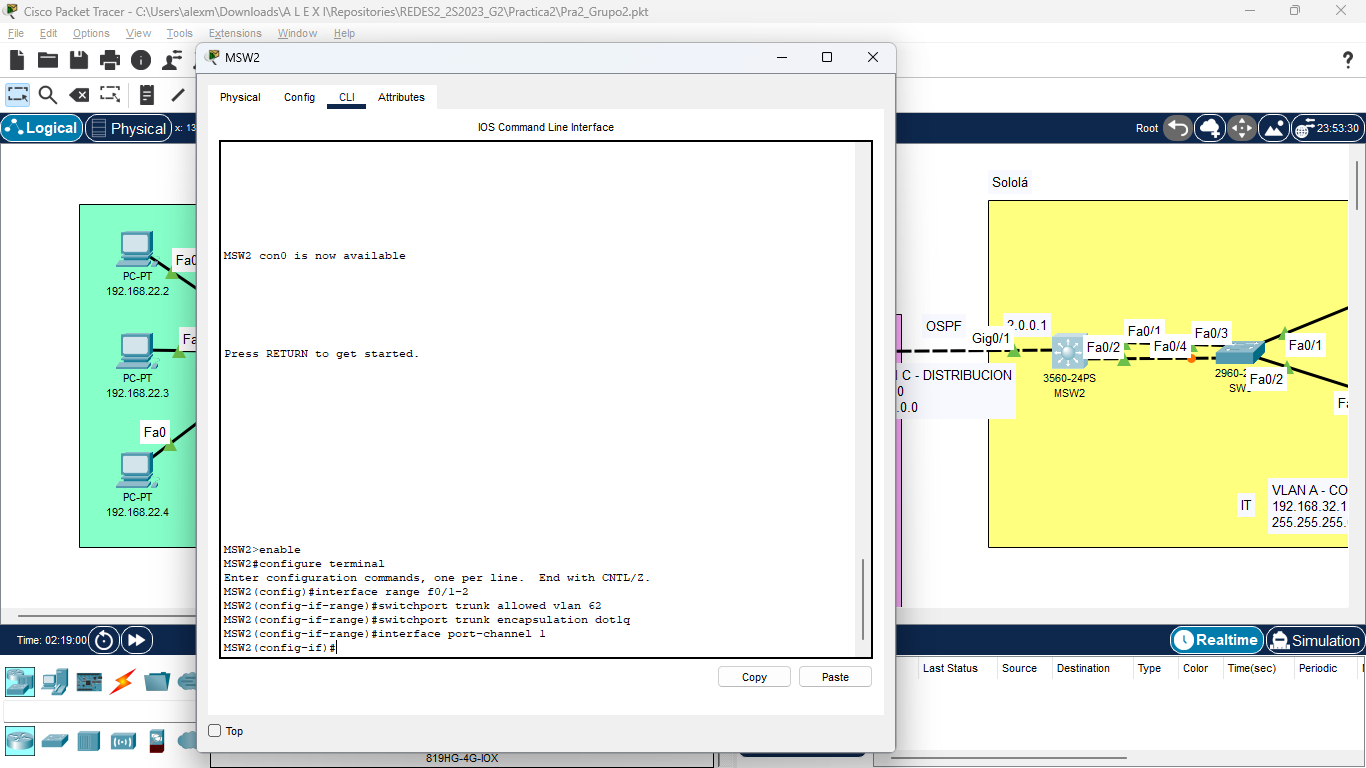 Cisco Packet Tracer - C:\Users\alexm\Downloads\A L E X I\Repositories\REDES2_2S2023_G2\Practica2\Pra2_Grupo2.pkt
File Edit Options View Tools Extensions Window Help
MSW2
Physical Config CLI Attributes
IOS Command Line Interface
MSW2 con0 is now available
Press RETURN to get started.
MSW2>enable
MSW2#configure terminal
Enter configuration commands, one per line. End with CNTL/Z.
MSW2(config)#interface range f0/1-2
MSW2(config-if-range)#switchport trunk allowed vlan 62
MSW2(config-if-range)#switchport trunk encapsulation dot1q
MSW2(config-if-range)#interface port-channel 1
MSW2(config-if)#
Copy Paste
Top
Logical Physical x: 13
Root 23:53:30
PC-PT
192.168.22.2
Fa0
PC-PT
192.168.22.3
Fa
PC-PT
192.168.22.4
Sololá
OSPF
2.0.0.1
Gig0/1
Fa0/2
Fa0/1
Fa0/4
Fa0/3
Fa0/1
Fa0/2
3560-24PS
MSW2
2960-2
SW
C - DISTRIBUCION
0
.0.0
IT
VLAN A - CO
192.168.32.1
255.255.255.
Time: 02:19:00
Realtime Simulation
Last Status Source Destination Type Color Time(sec) Periodic
819HG-4G-IOX